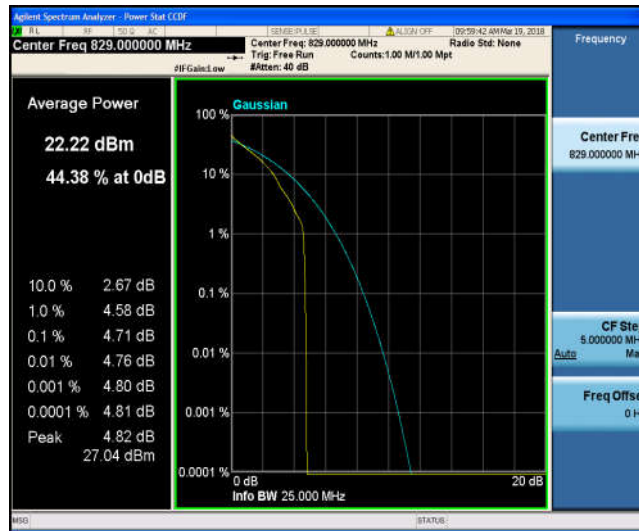 Agilent Spectrum Analyzer - Power Stat CCDF
RL RF 50 Ω AC SENSE:PULSE ALIGN OFF 09:59:42 AM Mar 19, 2018
Center Freq 829.000000 MHz
Center Freq: 829.000000 MHz Radio Std: None
Trig: Free Run Counts:1.00 M/1.00 Mpt
#IFGain:Low #Atten: 40 dB
Frequency
Average Power
22.22 dBm
44.38 % at 0dB
10.0 % 2.67 dB
1.0 % 4.58 dB
0.1 % 4.71 dB
0.01 % 4.76 dB
0.001 % 4.80 dB
0.0001 % 4.81 dB
Peak 4.82 dB
27.04 dBm
Gaussian
100 %
10 %
1 %
0.1 %
0.01 %
0.001 %
0.0001 %
0 dB 20 dB
Info BW 25.000 MHz
Center Fre
829.000000 MH
CF Ste
5.000000 MH
Auto Ma
Freq Offse
0 H
MSG STATUS